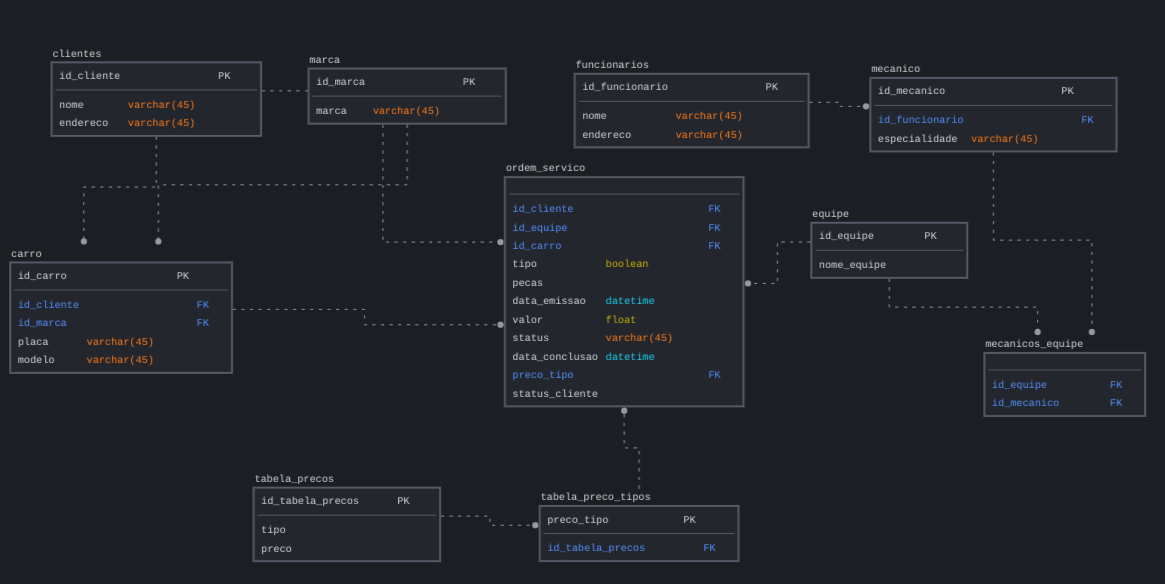 clientes
id_cliente PK
nome varchar(45)
endereco varchar(45)
marca
id_marca PK
marca varchar(45)
funcionarios
id_funcionario PK
nome varchar(45)
endereco varchar(45)
mecanico
id_mecanico PK
id_funcionario FK
especialidade varchar(45)
ordem_servico
id_cliente FK
id_equipe FK
id_carro FK
tipo boolean
pecas
data_emissao datetime
valor float
status varchar(45)
data_conclusao datetime
preco_tipo FK
status_cliente
equipe
id_equipe PK
nome_equipe
carro
id_carro PK
id_cliente FK
id_marca FK
placa varchar(45)
modelo varchar(45)
mecanicos_equipe
id_equipe FK
id_mecanico FK
tabela_precos
id_tabela_precos PK
tipo
preco
tabela_preco_tipos
preco_tipo PK
id_tabela_precos FK